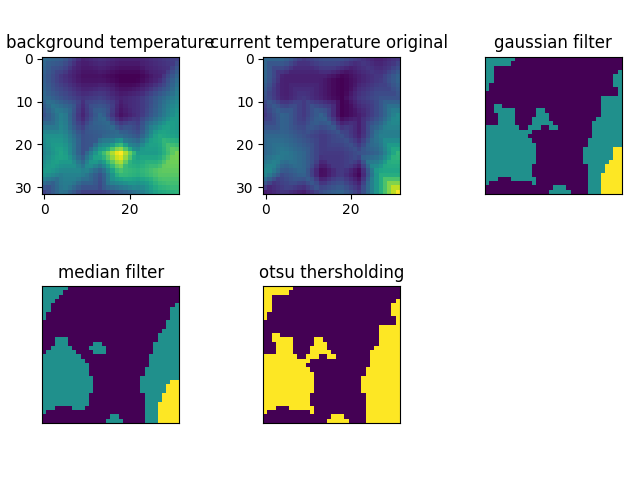 background temperature
current temperature original
gaussian filter
0
10
20
30
0
20
0
10
20
30
0
20
median filter
otsu thersholding